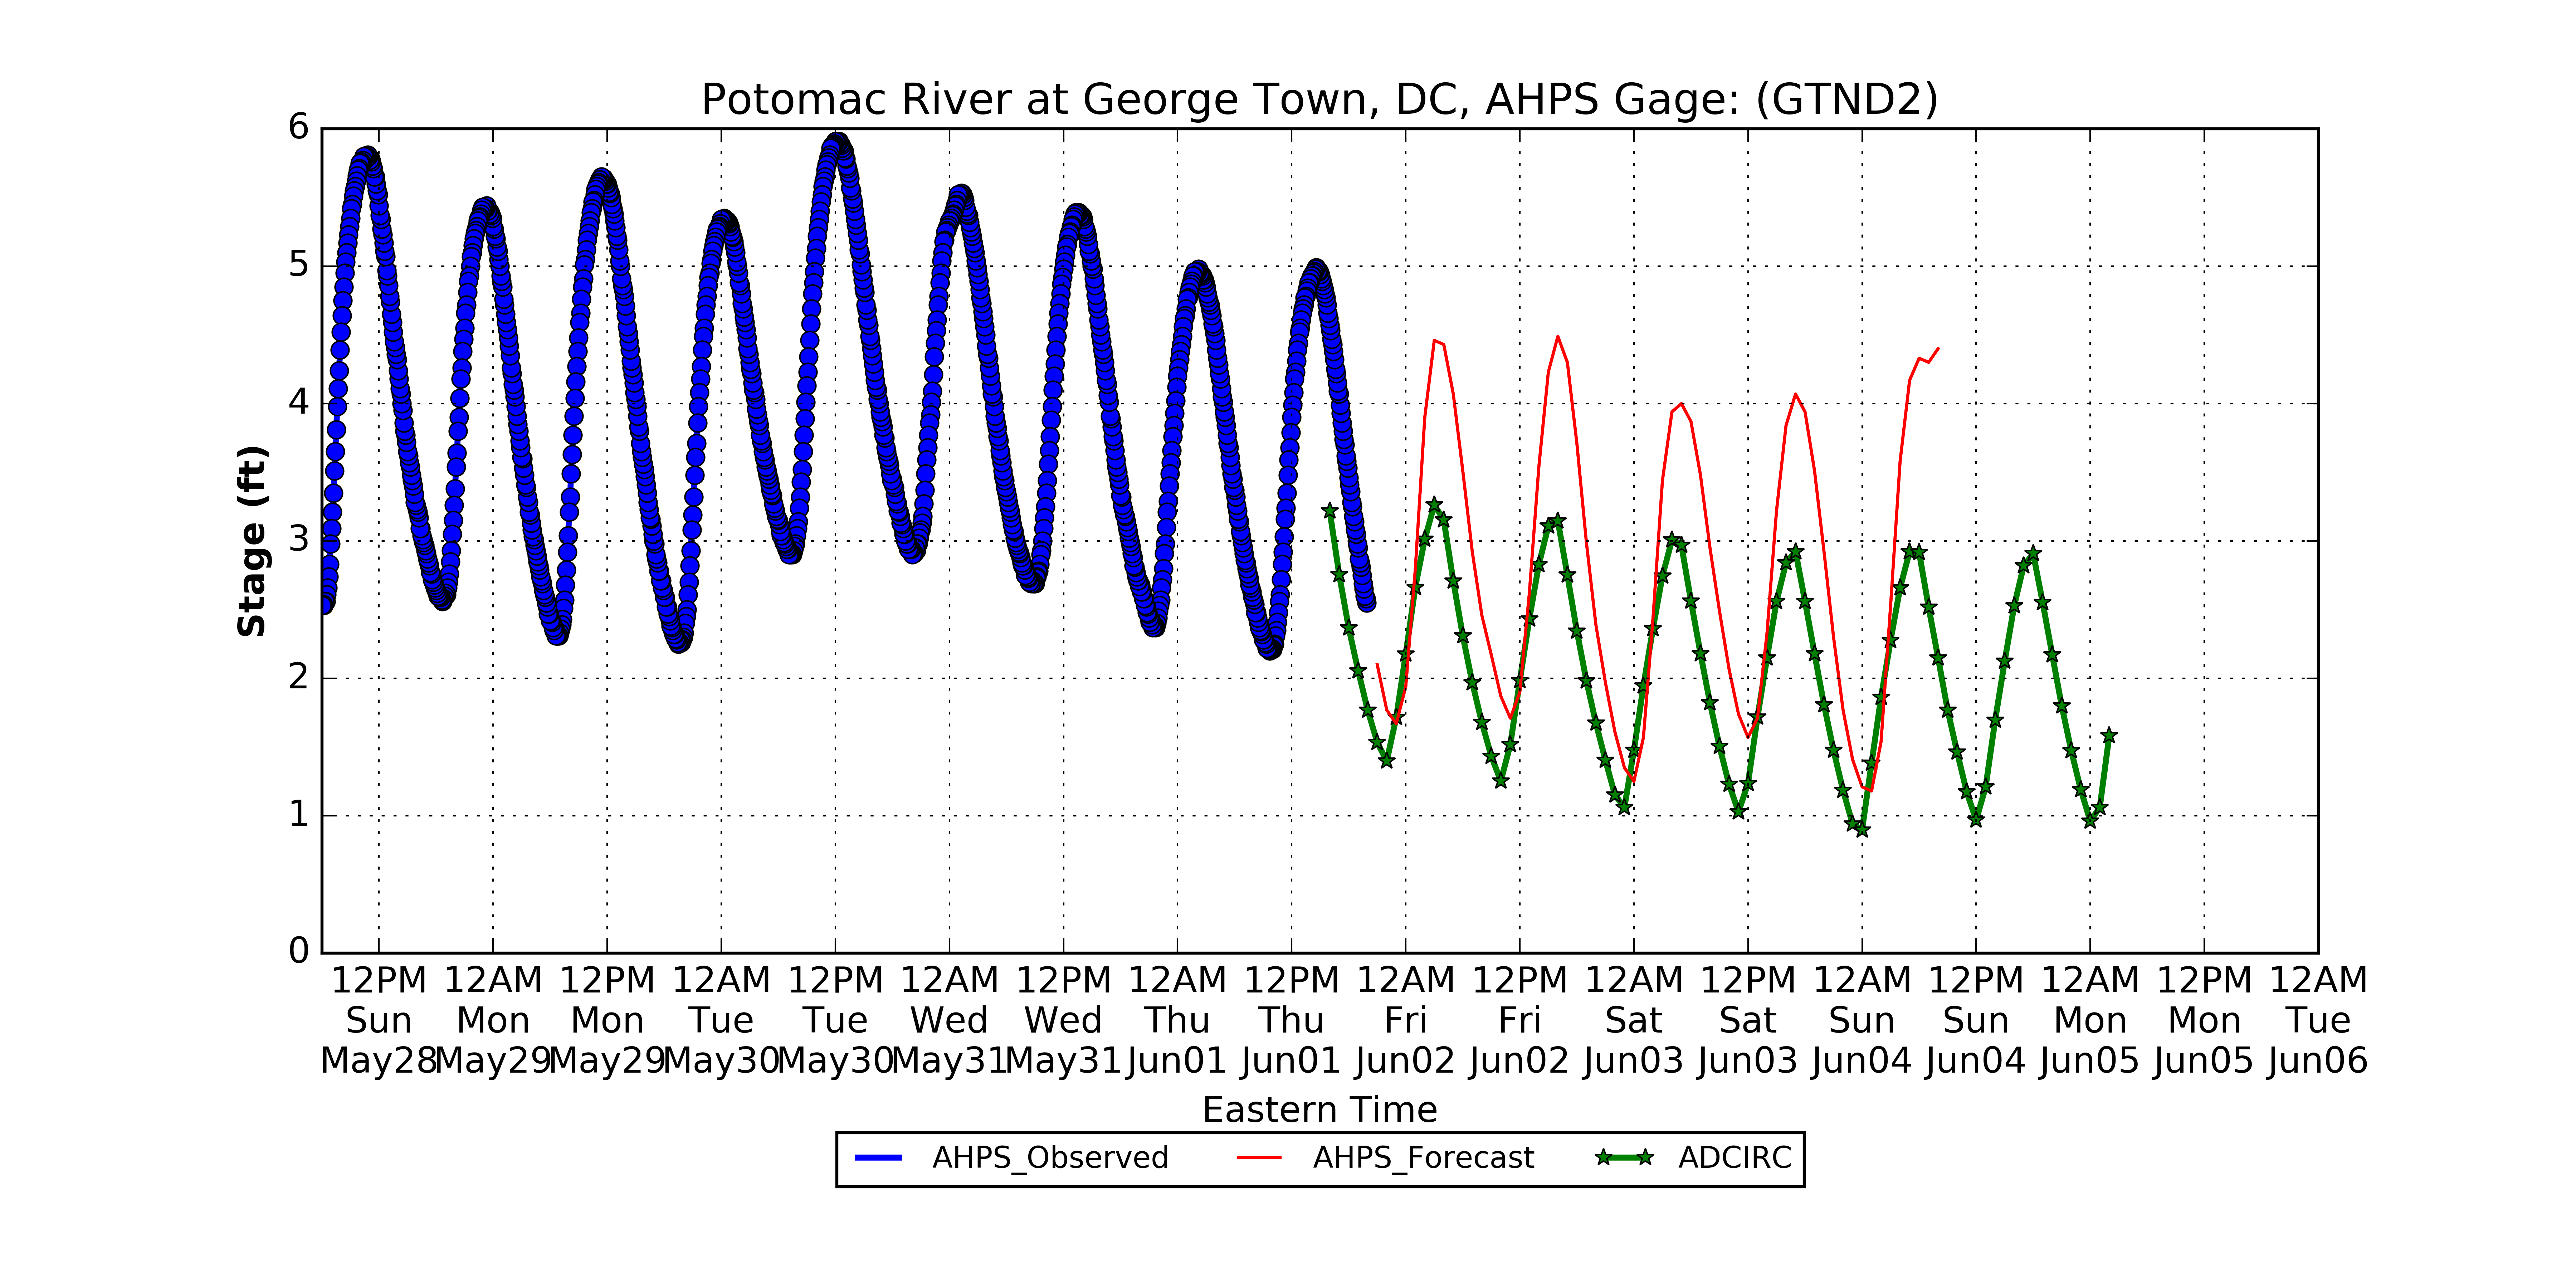 Potomac River at George Town, DC, AHPS Gage: (GTND2)
Stage (ft)
6
5
4
3
2
1
0
12PM 12AM 12PM 12AM 12PM 12AM 12PM 12AM 12PM 12AM 12PM 12AM 12PM 12AM 12PM 12AM 12PM 12AM
Sun Mon Mon Tue Tue Wed Wed Thu Thu Fri Fri Sat Sat Sun Sun Mon Mon Tue
May28 May29 May29 May30 May30 May31 May31 Jun01 Jun01 Jun02 Jun02 Jun03 Jun03 Jun04 Jun04 Jun05 Jun05 Jun06
Eastern Time
AHPS_Observed AHPS_Forecast ADCIRC